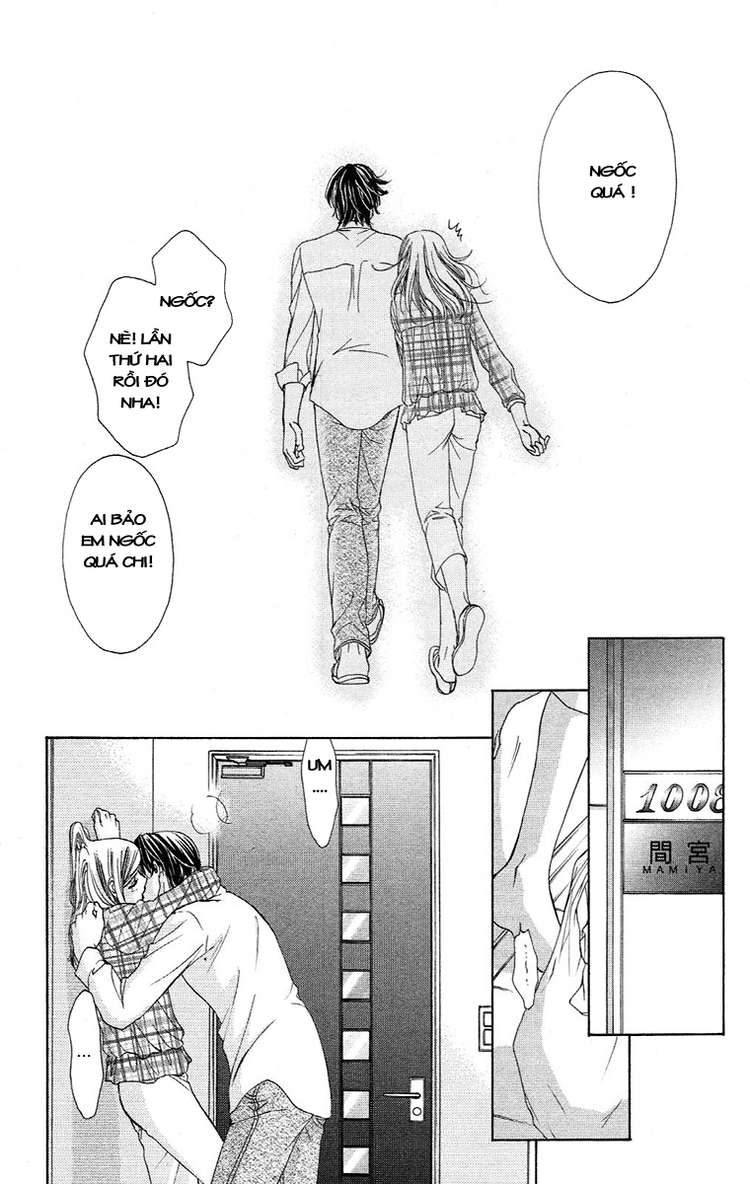 NGỐC
QUÁ !
NGỐC?
NÈ! LẦN
THỨ HAI
RỒI ĐÓ
NHA!
AI BẢO
EM NGỐC
QUÁ CHI!
1008
間宮
MAMIYA
ƯM
....
...
......